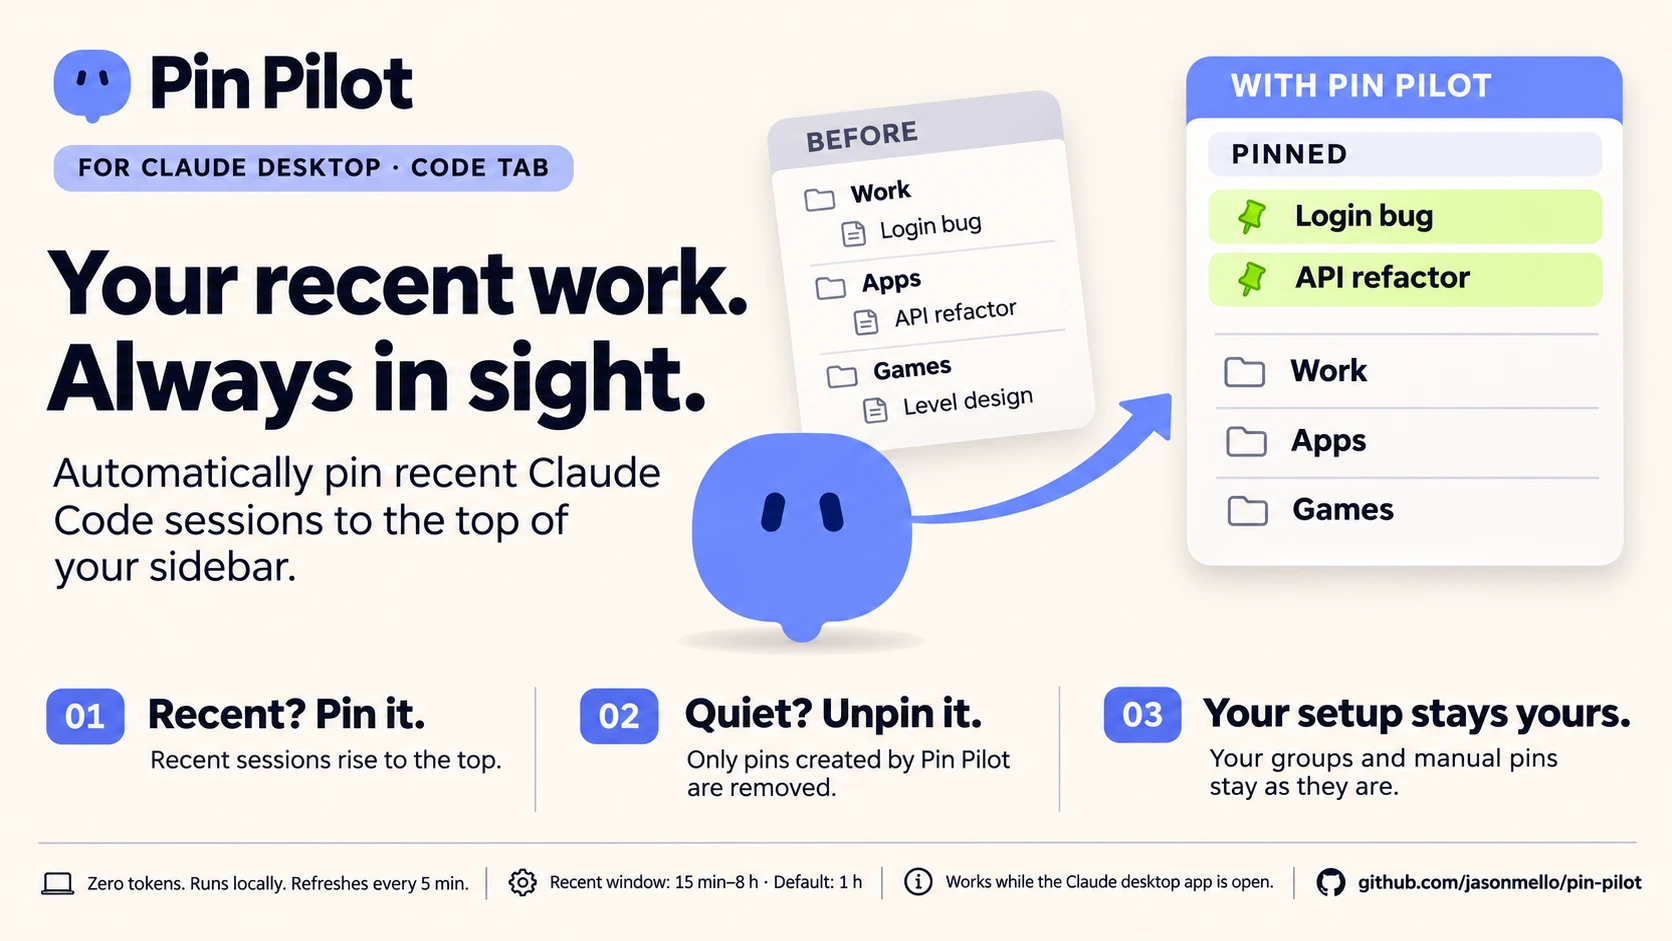 Pin Pilot
FOR CLAUDE DESKTOP · CODE TAB
Your recent work.
Always in sight.
Automatically pin recent Claude
Code sessions to the top of
your sidebar.
BEFORE
Work
Login bug
Apps
API refactor
Games
Level design
WITH PIN PILOT
PINNED
Login bug
API refactor
Work
Apps
Games
01
Recent? Pin it.
Recent sessions rise to the top.
02
Quiet? Unpin it.
Only pins created by Pin Pilot
are removed.
03
Your setup stays yours.
Your groups and manual pins
stay as they are.
Zero tokens. Runs locally. Refreshes every 5 min.
Recent window: 15 min–8 h · Default: 1 h
Works while the Claude desktop app is open.
github.com/jasonmello/pin-pilot